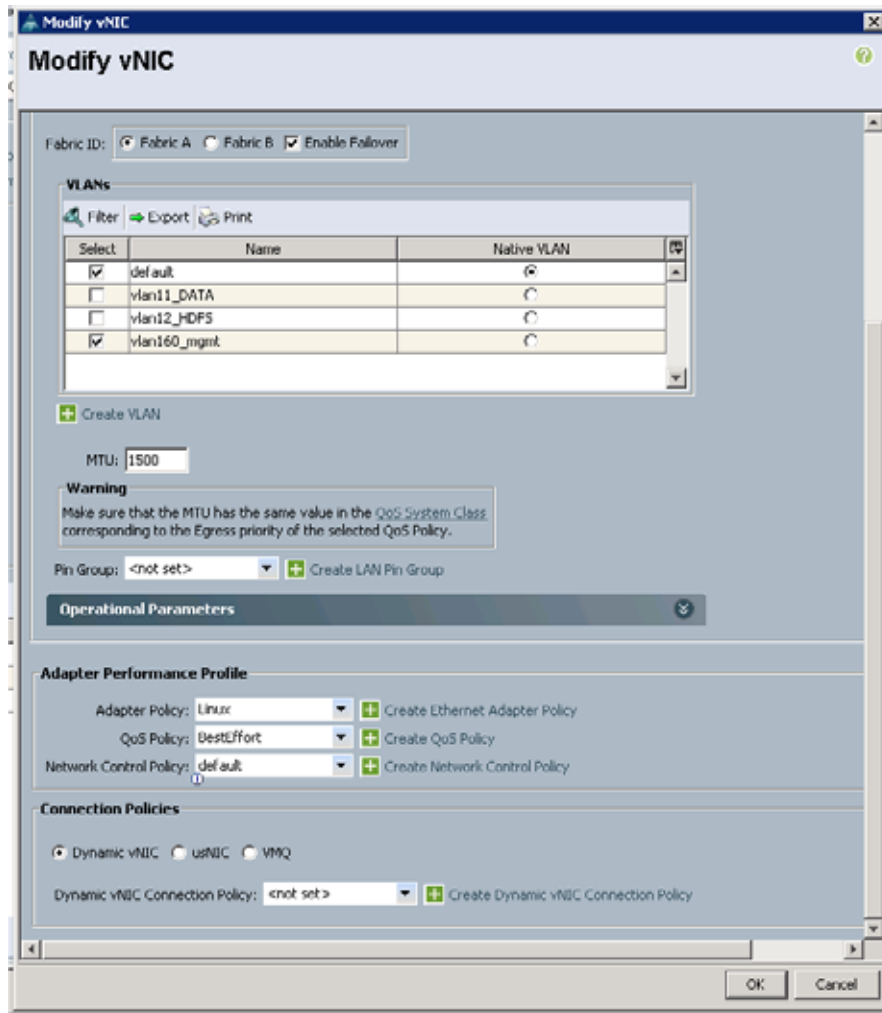 Modify vNIC
Modify vNIC
Fabric ID: Fabric A Fabric B Enable Failover
VLANs
Filter Export Print
Select Name Native VLAN
default
vlan11_DATA
vlan12_HDFS
vlan160_mgmt
Create VLAN
MTU: 1500
Warning
Make sure that the MTU has the same value in the QoS System Class
corresponding to the Egress priority of the selected QoS Policy.
Pin Group: <not set> Create LAN Pin Group
Operational Parameters
Adapter Performance Profile
Adapter Policy: Linux Create Ethernet Adapter Policy
QoS Policy: BestEffort Create QoS Policy
Network Control Policy: default Create Network Control Policy
Connection Policies
Dynamic vNIC usNIC VMQ
Dynamic vNIC Connection Policy: <not set> Create Dynamic vNIC Connection Policy
OK Cancel